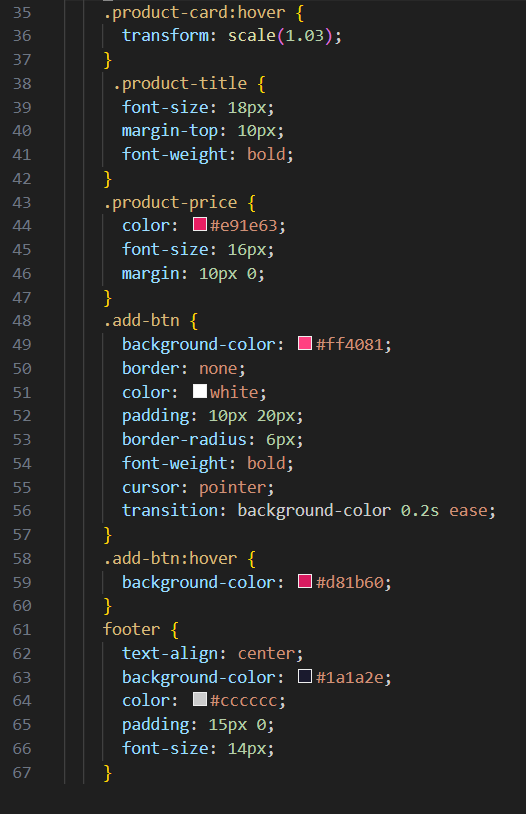 35 .product-card:hover {
36 transform: scale(1.03);
37 }
38 .product-title {
39 font-size: 18px;
40 margin-top: 10px;
41 font-weight: bold;
42 }
43 .product-price {
44 color: #e91e63;
45 font-size: 16px;
46 margin: 10px 0;
47 }
48 .add-btn {
49 background-color: #ff4081;
50 border: none;
51 color: white;
52 padding: 10px 20px;
53 border-radius: 6px;
54 font-weight: bold;
55 cursor: pointer;
56 transition: background-color 0.2s ease;
57 }
58 .add-btn:hover {
59 background-color: #d81b60;
60 }
61 footer {
62 text-align: center;
63 background-color: #1a1a2e;
64 color: #cccccc;
65 padding: 15px 0;
66 font-size: 14px;
67 }